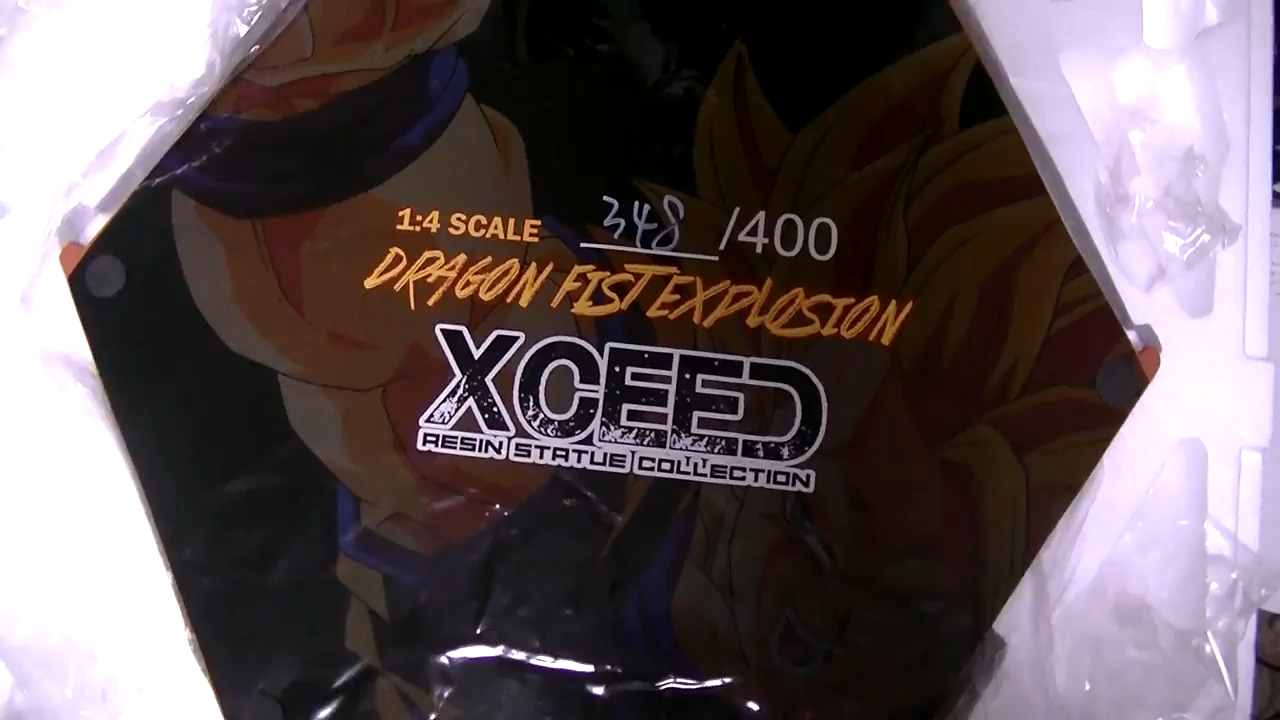 1:4 SCALE 348 /400
DRAGON FIST EXPLOSION
XCEED
RESIN STATUE COLLECTION